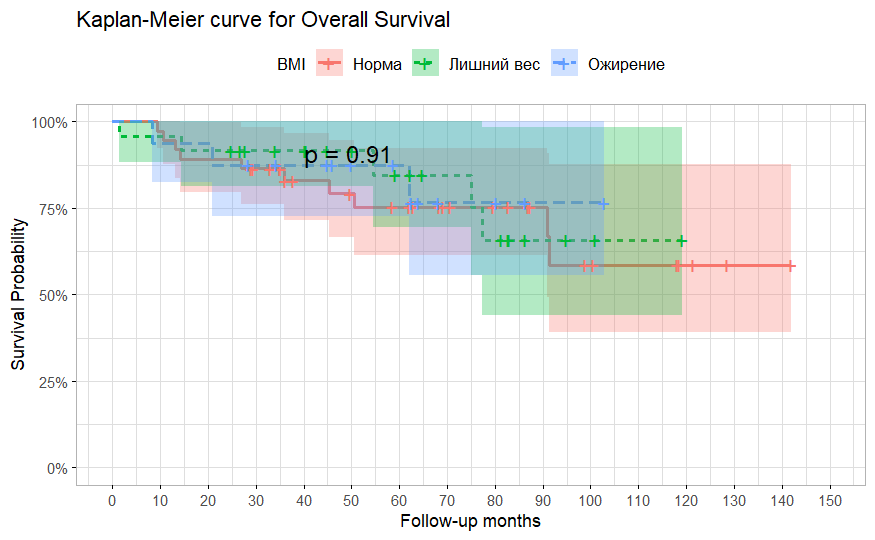 Kaplan-Meier curve for Overall Survival
BMI Норма Лишний вес Ожирение
100%
75%
50%
25%
0%
Survival Probability
p = 0.91
0 10 20 30 40 50 60 70 80 90 100 110 120 130 140 150
Follow-up months